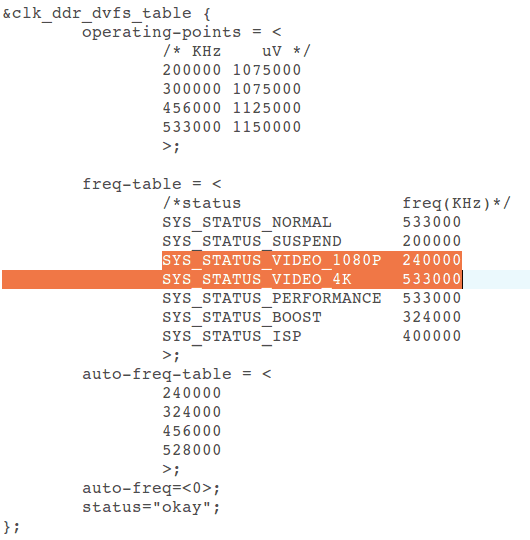 &clk_ddr_dvfs_table {
operating-points = <
/* KHz    uV */
200000 1075000
300000 1075000
456000 1125000
533000 1150000
>;
freq-table = <
/*status                freq(KHz)*/
SYS_STATUS_NORMAL       533000
SYS_STATUS_SUSPEND      200000
SYS_STATUS_VIDEO_1080P  240000
SYS_STATUS_VIDEO_4K     533000
SYS_STATUS_PERFORMANCE  533000
SYS_STATUS_BOOST        324000
SYS_STATUS_ISP          400000
>;
auto-freq-table = <
240000
324000
456000
528000
>;
auto-freq=<0>;
status="okay";
};